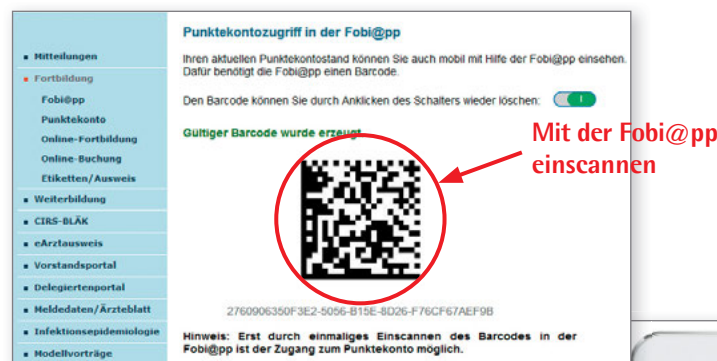 Punktekontozugriff in der Fobi@pp
Mitteilungen
Fortbildung
Fobi@pp
Punktekonto
Online-Fortbildung
Online-Buchung
Etiketten/Ausweis
Weiterbildung
CIRS-BLÄK
eArztausweis
Vorstandsportal
Delegiertenportal
Meldedaten/Ärzteblatt
Infektionsepidemiologie
Modellvorträge
Ihren aktuellen Punktekontostand können Sie auch mobil mit Hilfe der Fobi@pp einsehen.
Dafür benötigt die Fobi@pp einen Barcode.
Den Barcode können Sie durch Anklicken des Schalters wieder löschen:
Gültiger Barcode wurde erzeugt
Mit der Fobi@pp
einscannen
2760906350F3E2-5056-B15E-8D26-F76CF67AEF9B
Hinweis: Erst durch einmaliges Einscannen des Barcodes in der
Fobi@pp ist der Zugang zum Punktekonto möglich.